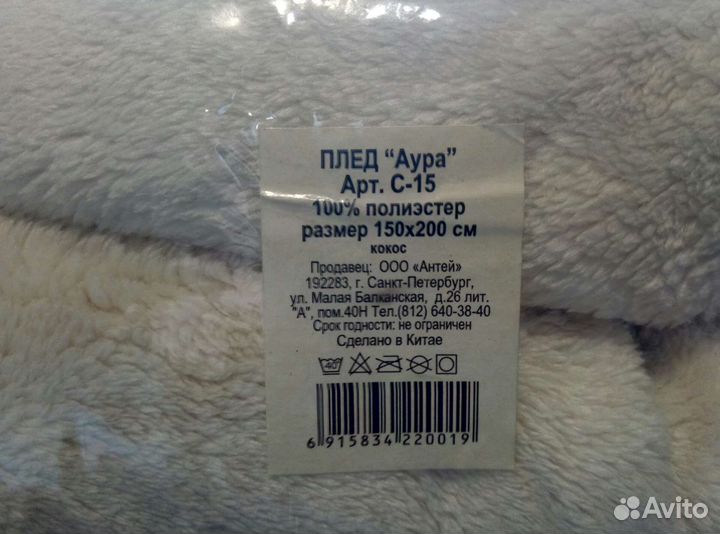 ПЛЕД “Аура”
Арт. С-15
100% полиэстер
размер 150х200 см
кокос
Продавец: ООО «Антей»
192283, г. Санкт-Петербург,
ул. Малая Балканская, д.26 лит.
"А", пом.40Н Тел.(812) 640-38-40
Срок годности: не ограничен
Сделано в Китае
40
6 915834 220019
Avito